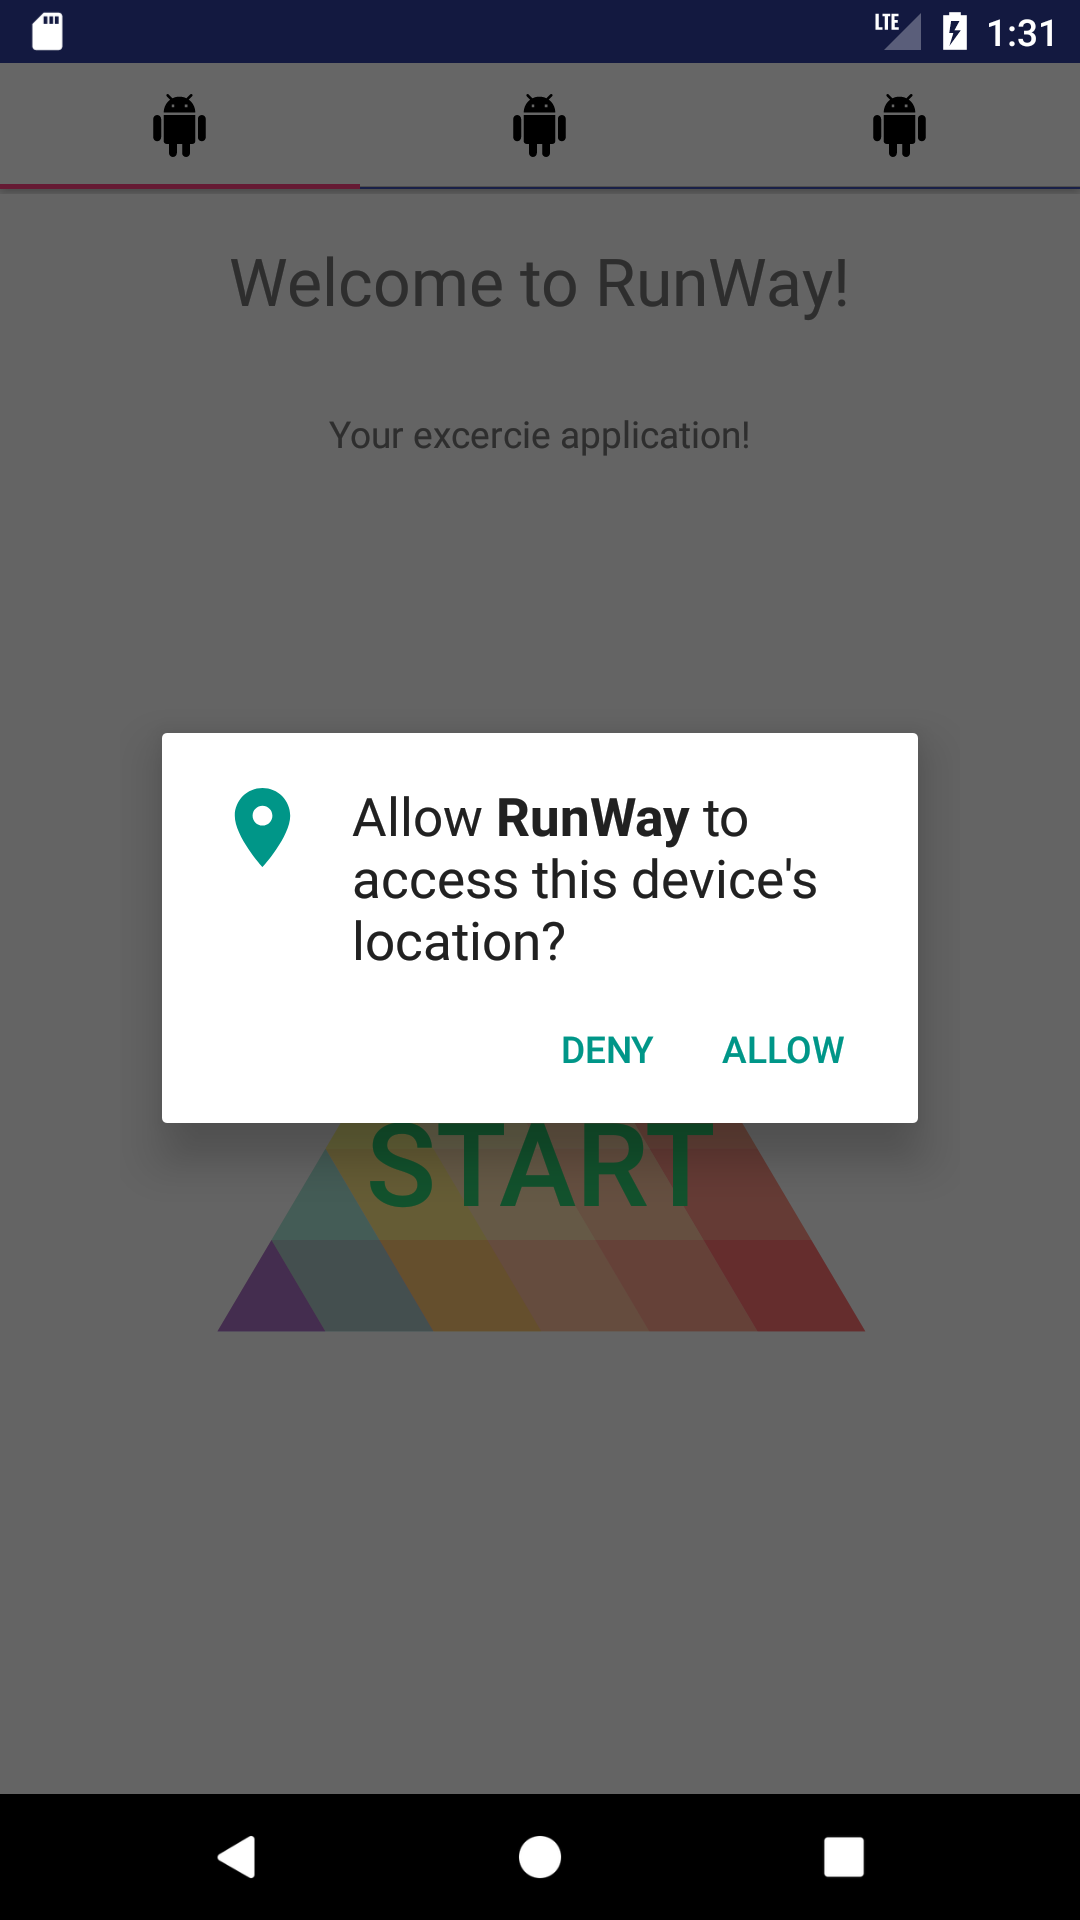 LTE 1:31
Welcome to RunWay!
Your excercie application!
Allow RunWay to
access this device's
location?
DENY ALLOW
START